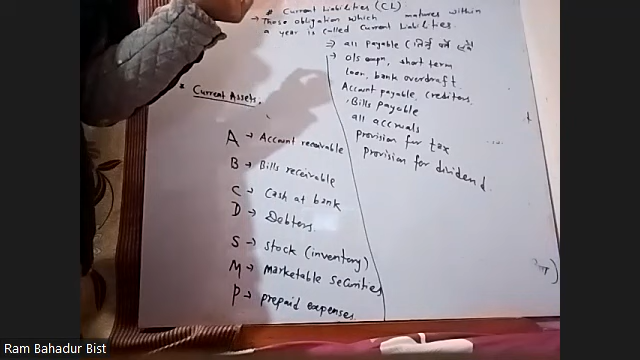 * Current Liabilities (CL)
→ Those obligation which matures within
a year is called Current Liabilities.
⇒ all payable (
→ o/s expn, short term
loan, bank overdraft.
Account payable, creditors,
Bills payable
all accruals
provision for tax
provision for dividend
* Current Assets.
A → Account receivable
B → Bills receivable
C → Cash at bank
D → Debtors.
S → stock (inventory)
M → marketable securities
P → prepaid expenses.
Ram Bahadur Bist